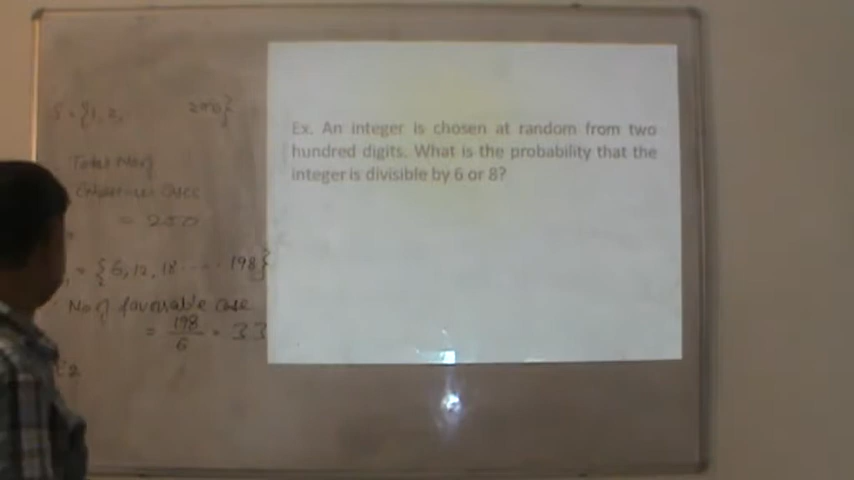 S = {1, 2, 200}
Total No of
Exhaustive Cases
= 200
= {6, 12, 18 ..... 198}
No of favorable case
= 198/6 = 33
E2
Ex. An integer is chosen at random from two
hundred digits. What is the probability that the
integer is divisible by 6 or 8?